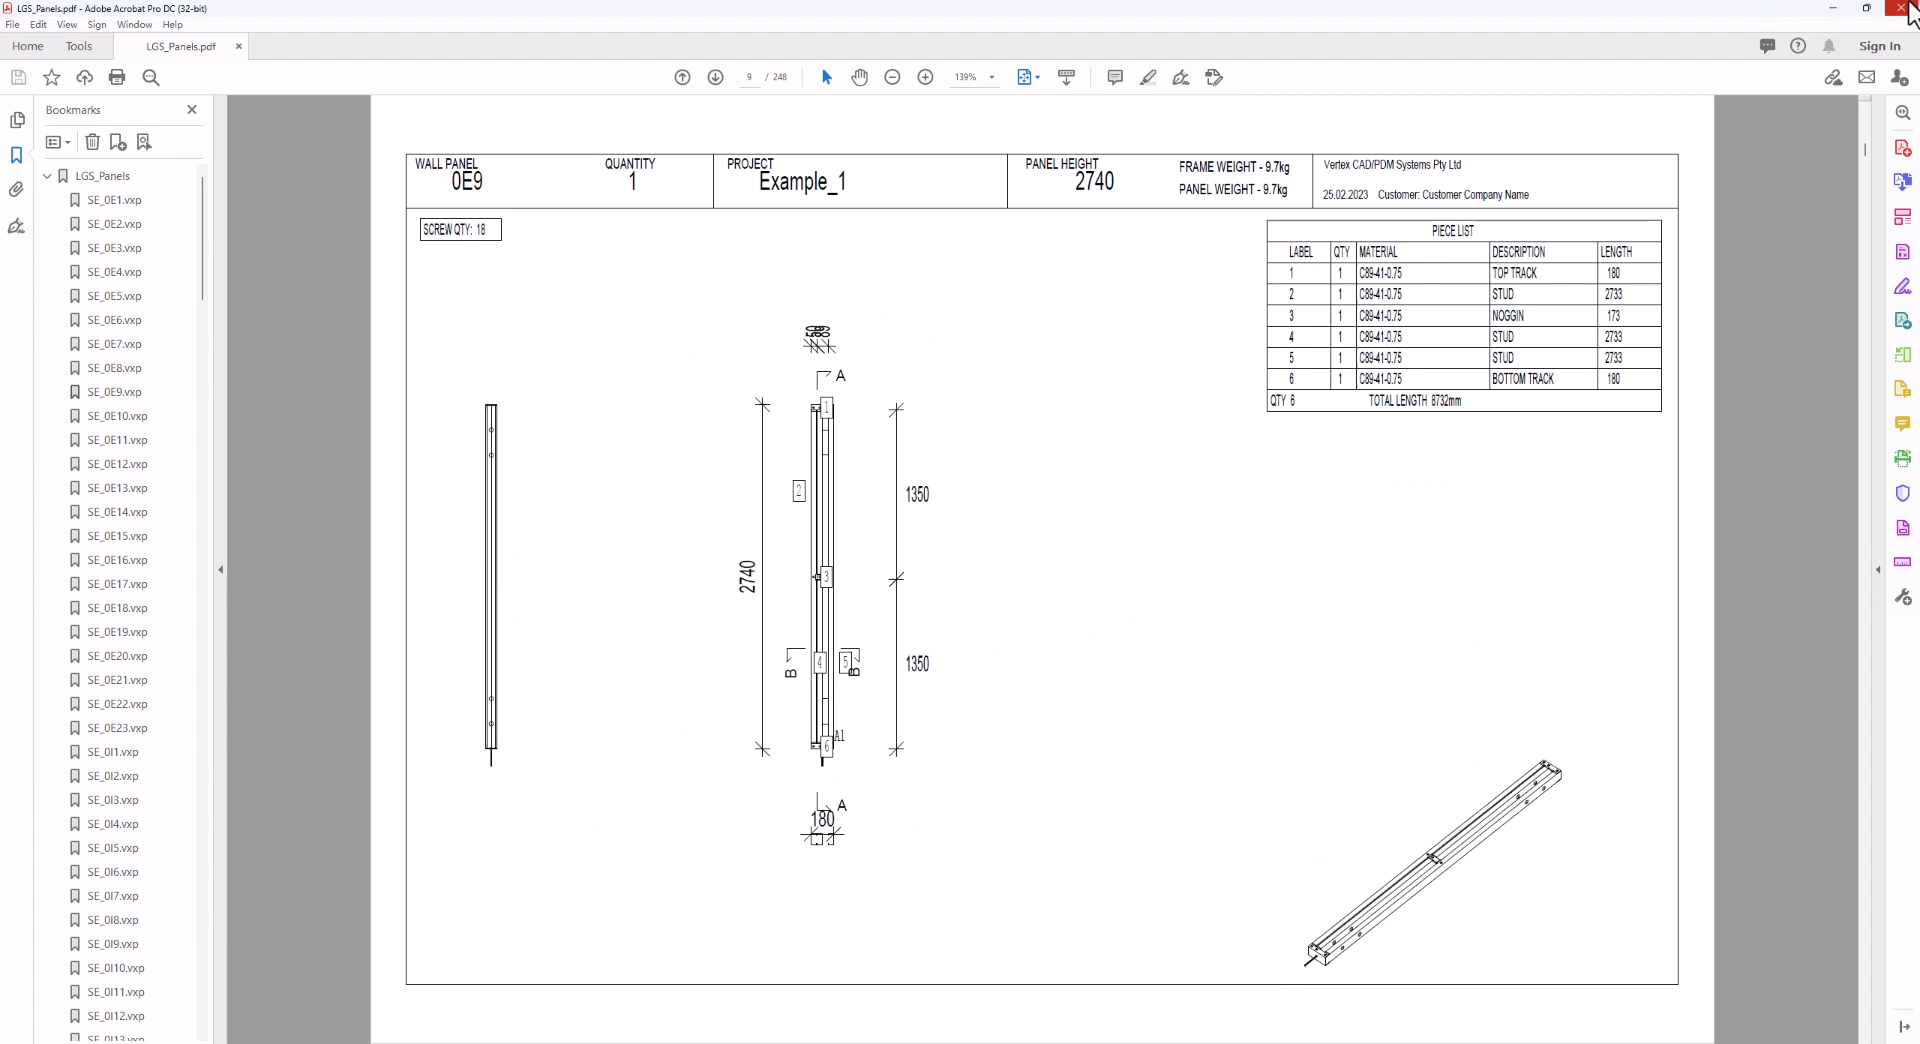 LGS_Panels.pdf - Adobe Acrobat Pro DC (32-bit)
File Edit View Sign Window Help
Home Tools LGS_Panels.pdf × Sign In
9 / 248 139%
Bookmarks
LGS_Panels
SE_0E1.vxp
SE_0E2.vxp
SE_0E3.vxp
SE_0E4.vxp
SE_0E5.vxp
SE_0E6.vxp
SE_0E7.vxp
SE_0E8.vxp
SE_0E9.vxp
SE_0E10.vxp
SE_0E11.vxp
SE_0E12.vxp
SE_0E13.vxp
SE_0E14.vxp
SE_0E15.vxp
SE_0E16.vxp
SE_0E17.vxp
SE_0E18.vxp
SE_0E19.vxp
SE_0E20.vxp
SE_0E21.vxp
SE_0E22.vxp
SE_0E23.vxp
SE_0I1.vxp
SE_0I2.vxp
SE_0I3.vxp
SE_0I4.vxp
SE_0I5.vxp
SE_0I6.vxp
SE_0I7.vxp
SE_0I8.vxp
SE_0I9.vxp
SE_0I10.vxp
SE_0I11.vxp
SE_0I12.vxp
SE_0I13.vxp
WALL PANEL
0E9
QUANTITY
1
PROJECT
Example_1
PANEL HEIGHT
2740
FRAME WEIGHT - 9.7kg
PANEL WEIGHT - 9.7kg
Vertex CAD/PDM Systems Pty Ltd
25.02.2023 Customer: Customer Company Name
SCREW QTY: 18
PIECE LIST
LABEL QTY MATERIAL DESCRIPTION LENGTH
1 1 C89-41-0.75 TOP TRACK 180
2 1 C89-41-0.75 STUD 2733
3 1 C89-41-0.75 NOGGIN 173
4 1 C89-41-0.75 STUD 2733
5 1 C89-41-0.75 STUD 2733
6 1 C89-41-0.75 BOTTOM TRACK 180
QTY 6 TOTAL LENGTH 8732mm
A
1
2
1350
2740
3
B 4 5 B
1350
A1
6
A
180